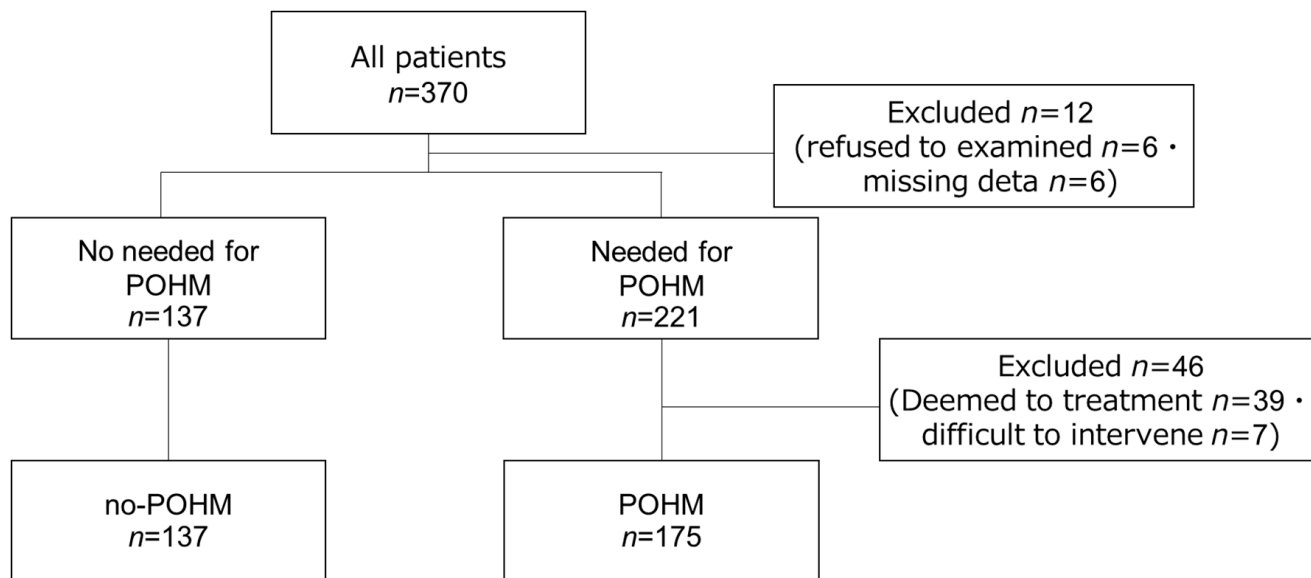 All patients
n=370
Excluded n=12
(refused to examined n=6・
missing deta n=6)
No needed for
POHM
n=137
Needed for
POHM
n=221
Excluded n=46
(Deemed to treatment n=39・
difficult to intervene n=7)
no-POHM
n=137
POHM
n=175